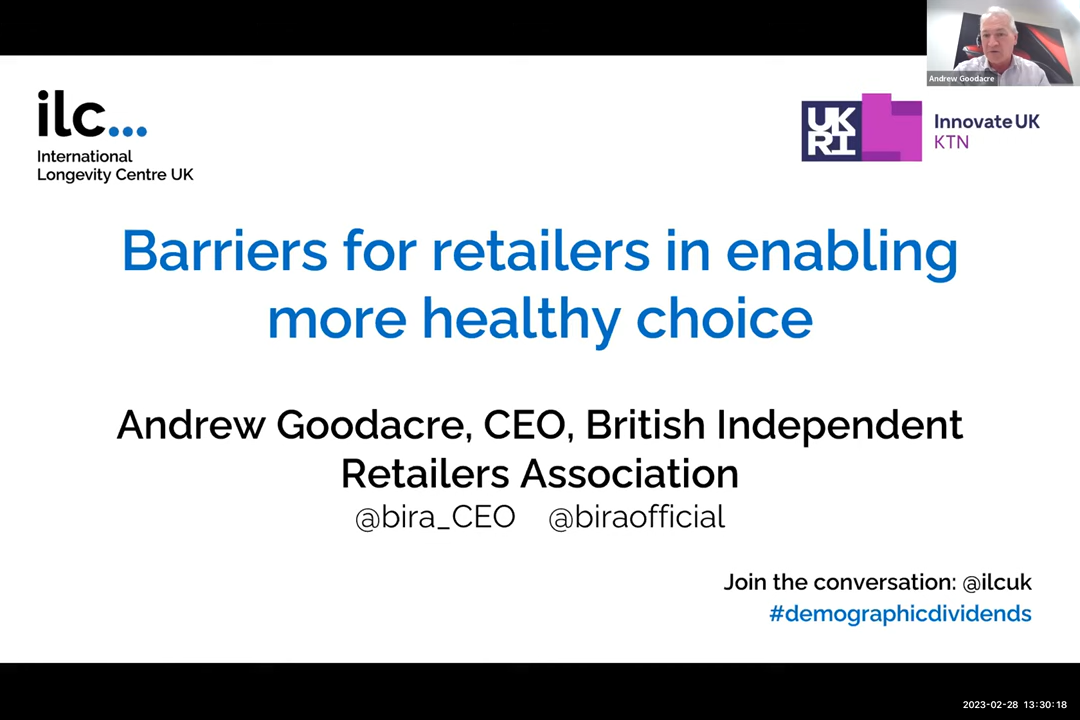 Andrew Goodacre
ilc...
International
Longevity Centre UK
UK
RI
Innovate UK
KTN
Barriers for retailers in enabling
more healthy choice
Andrew Goodacre, CEO, British Independent
Retailers Association
@bira_CEO @biraofficial
Join the conversation: @ilcuk
#demographicdividends
2023-02-28 13:30:18